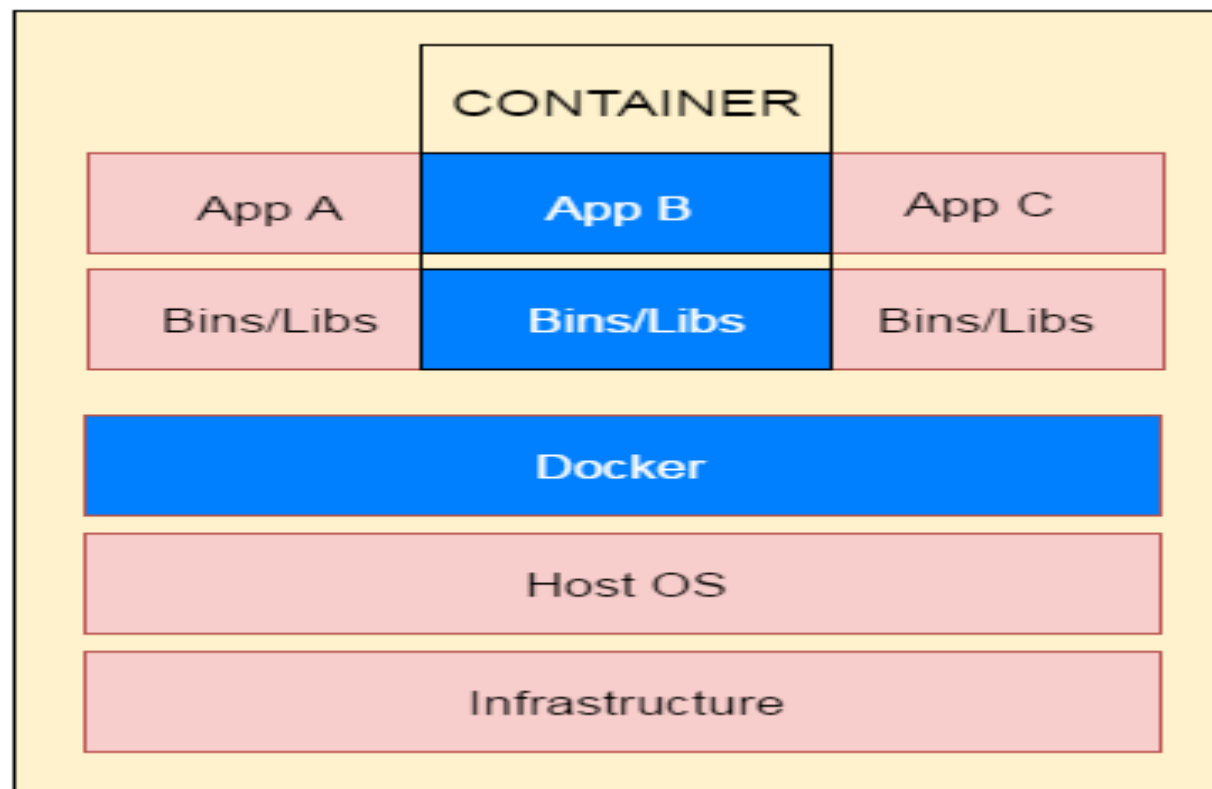 CONTAINER
App A App B App C
Bins/Libs Bins/Libs Bins/Libs
Docker
Host OS
Infrastructure